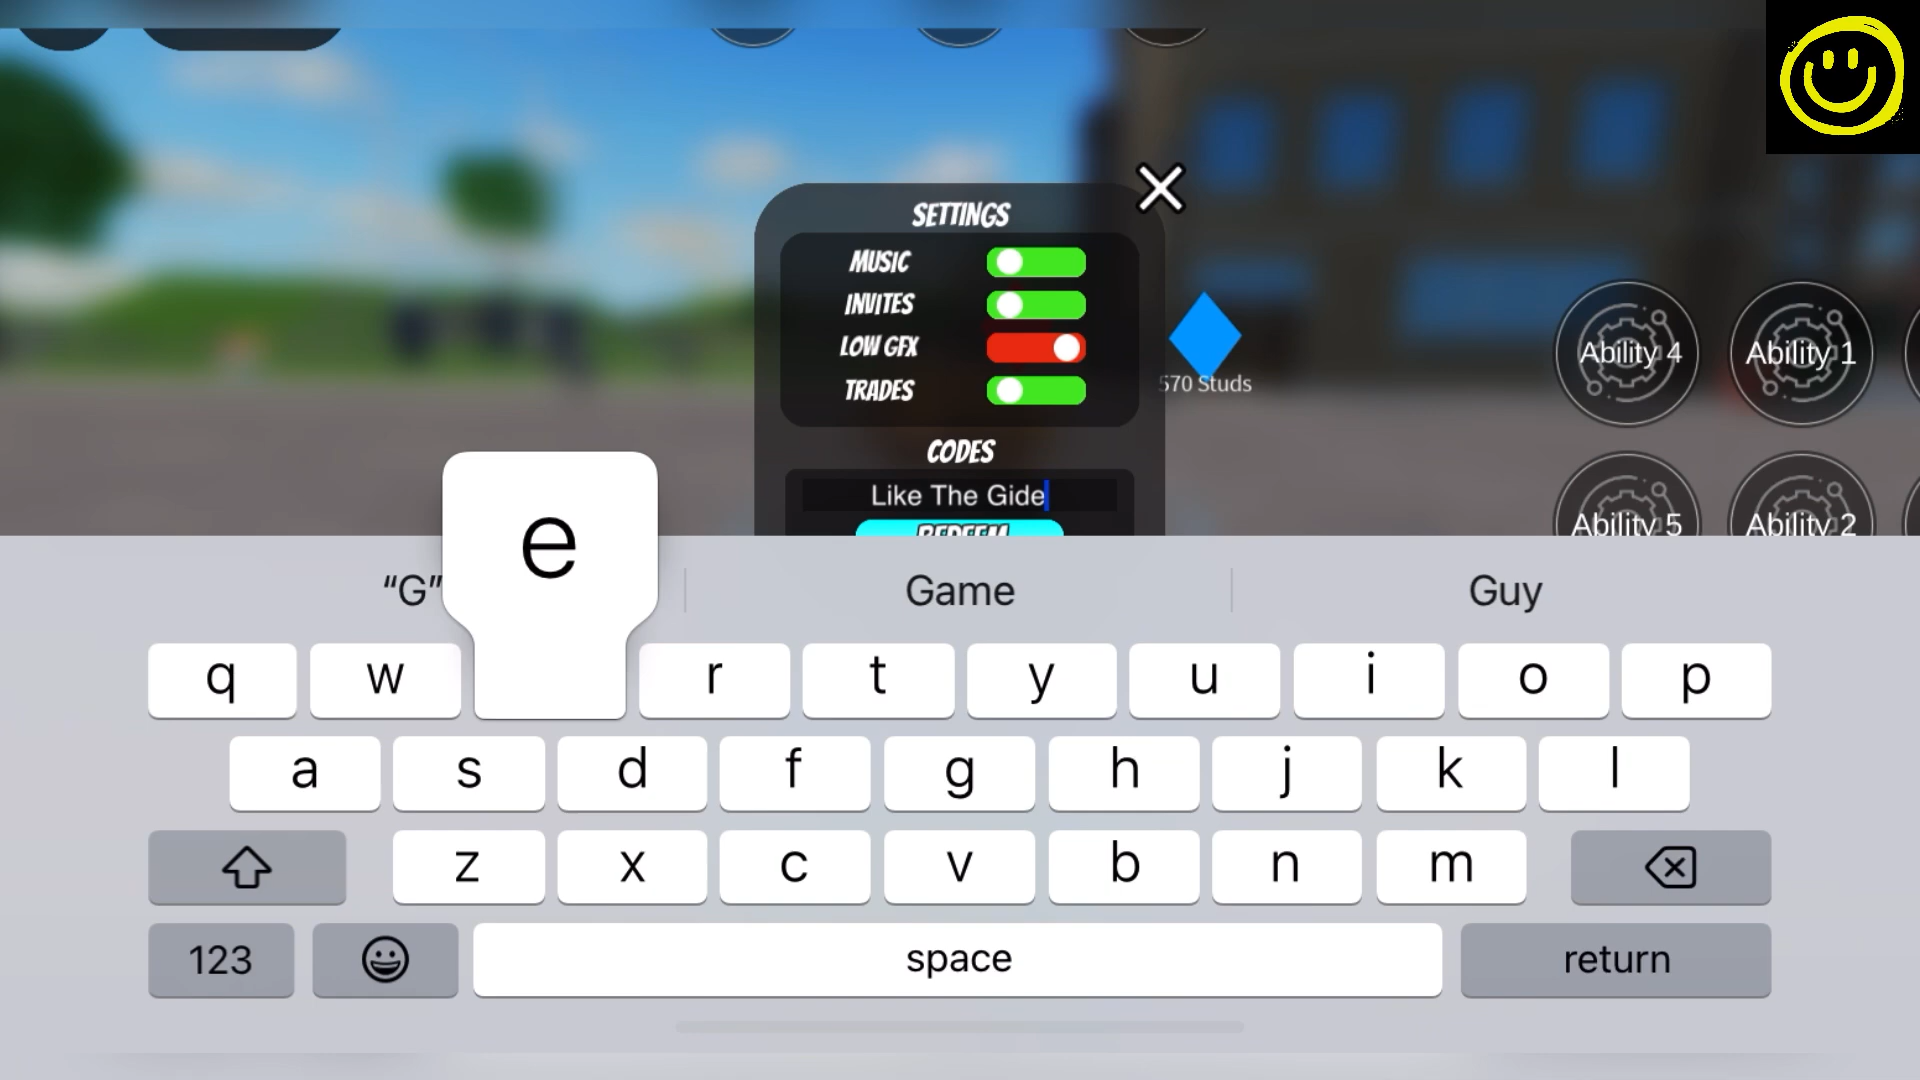 SETTINGS
MUSIC
INVITES
LOW GFX
TRADES
570 Studs
Ability 4
Ability 1
CODES
Like The Gide
REDEEM
Ability 5
Ability 2
“G”
Game
Guy
e
q w r t y u i o p
a s d f g h j k l
z x c v b n m
123
space
return